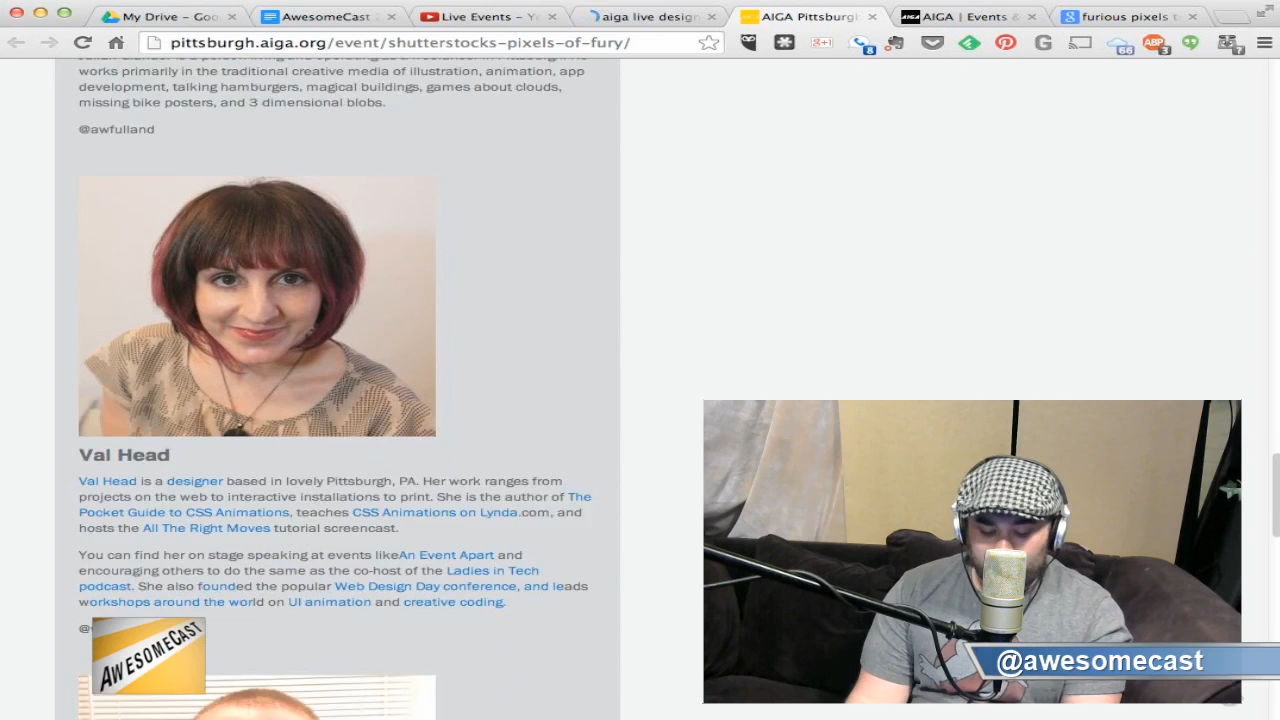 My Drive – Goo
AwesomeCast 2
Live Events – Yo
aiga live design
AIGA Pittsburgh
AIGA | Events &
furious pixels t
pittsburgh.aiga.org/event/shutterstocks-pixels-of-fury/
works primarily in the traditional creative media of illustration, animation, app
development, talking hamburgers, magical buildings, games about clouds,
missing bike posters, and 3 dimensional blobs.
@awfulland
Val Head
Val Head is a designer based in lovely Pittsburgh, PA. Her work ranges from
projects on the web to interactive installations to print. She is the author of The
Pocket Guide to CSS Animations, teaches CSS Animations on Lynda.com, and
hosts the All The Right Moves tutorial screencast.
You can find her on stage speaking at events likeAn Event Apart and
encouraging others to do the same as the co-host of the Ladies in Tech
podcast. She also founded the popular Web Design Day conference, and leads
workshops around the world on UI animation and creative coding.
AWESOMECAST
@awesomecast